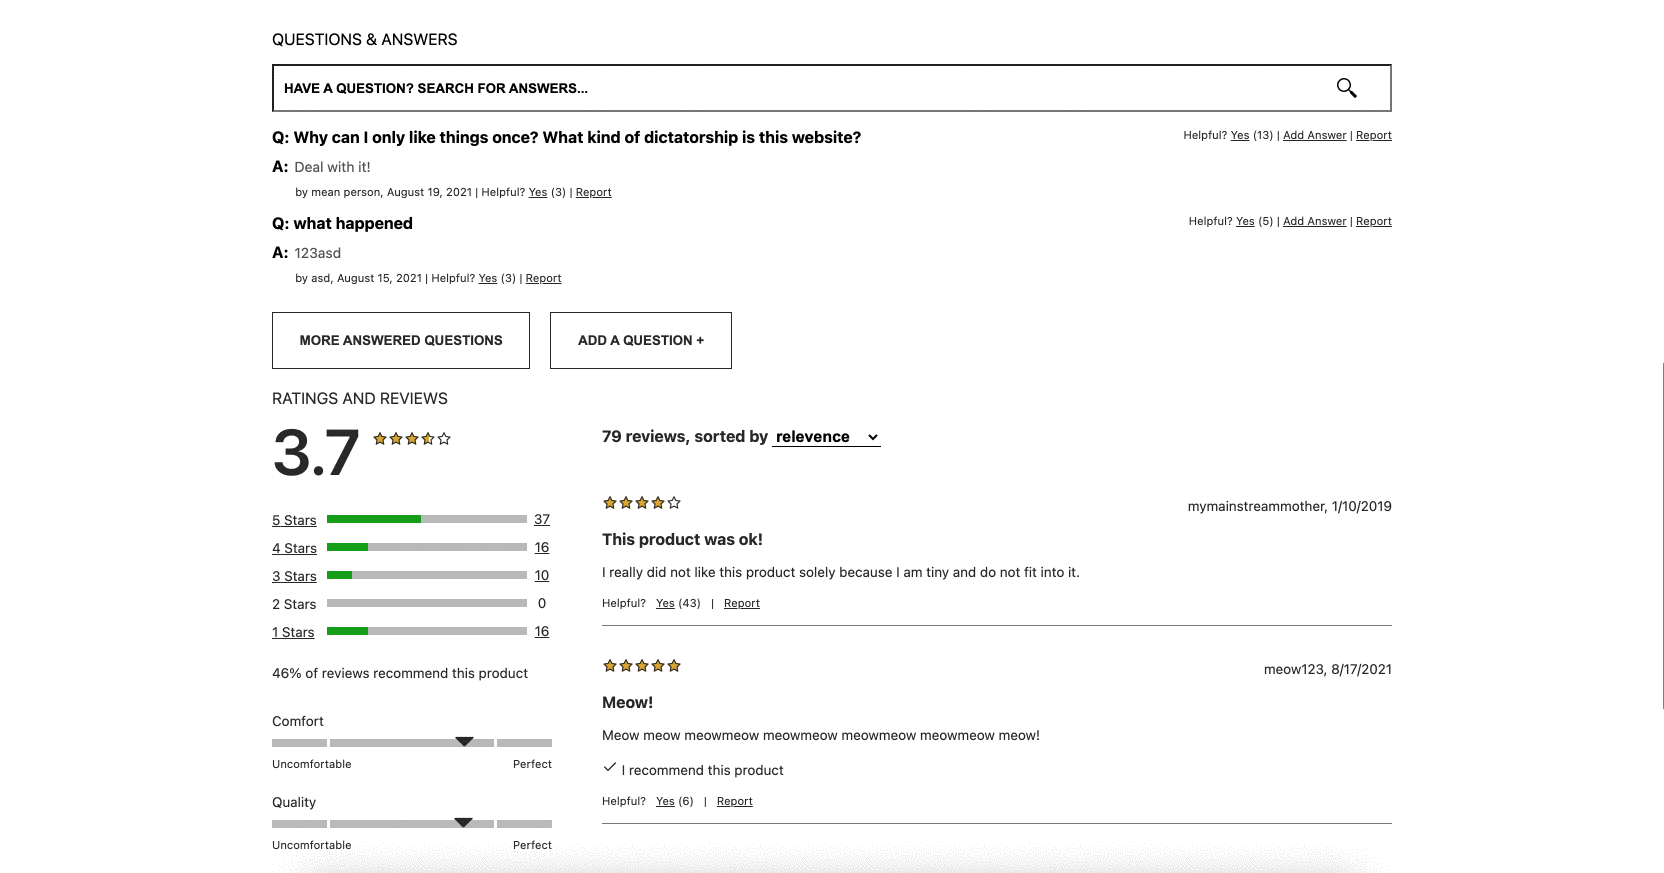 QUESTIONS & ANSWERS
HAVE A QUESTION? SEARCH FOR ANSWERS...
Q: Why can I only like things once? What kind of dictatorship is this website?
Helpful? Yes (13) | Add Answer | Report
A: Deal with it!
by mean person, August 19, 2021 | Helpful? Yes (3) | Report
Q: what happened
Helpful? Yes (5) | Add Answer | Report
A: 123asd
by asd, August 15, 2021 | Helpful? Yes (3) | Report
MORE ANSWERED QUESTIONS
ADD A QUESTION +
RATINGS AND REVIEWS
3.7
5 Stars 37
4 Stars 16
3 Stars 10
2 Stars 0
1 Stars 16
46% of reviews recommend this product
Comfort
Uncomfortable Perfect
Quality
Uncomfortable Perfect
79 reviews, sorted by relevence
mymainstreammother, 1/10/2019
This product was ok!
I really did not like this product solely because I am tiny and do not fit into it.
Helpful? Yes (43) | Report
meow123, 8/17/2021
Meow!
Meow meow meowmeow meowmeow meowmeow meowmeow meow!
I recommend this product
Helpful? Yes (6) | Report